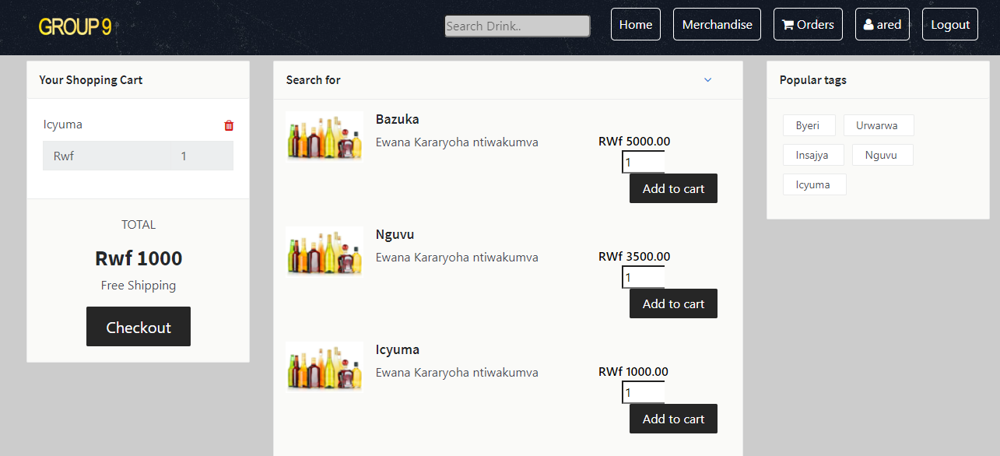 GROUP 9
Search Drink..
Home
Merchandise
Orders
ared
Logout
Your Shopping Cart
Icyuma
Rwf 1
TOTAL
Rwf 1000
Free Shipping
Checkout
Search for
Bazuka
Ewana Kararyoha ntiwakumva
RWf 5000.00
1
Add to cart
Nguvu
Ewana Kararyoha ntiwakumva
RWf 3500.00
1
Add to cart
Icyuma
Ewana Kararyoha ntiwakumva
RWf 1000.00
1
Add to cart
Popular tags
Byeri Urwarwa
Insajya Nguvu
Icyuma